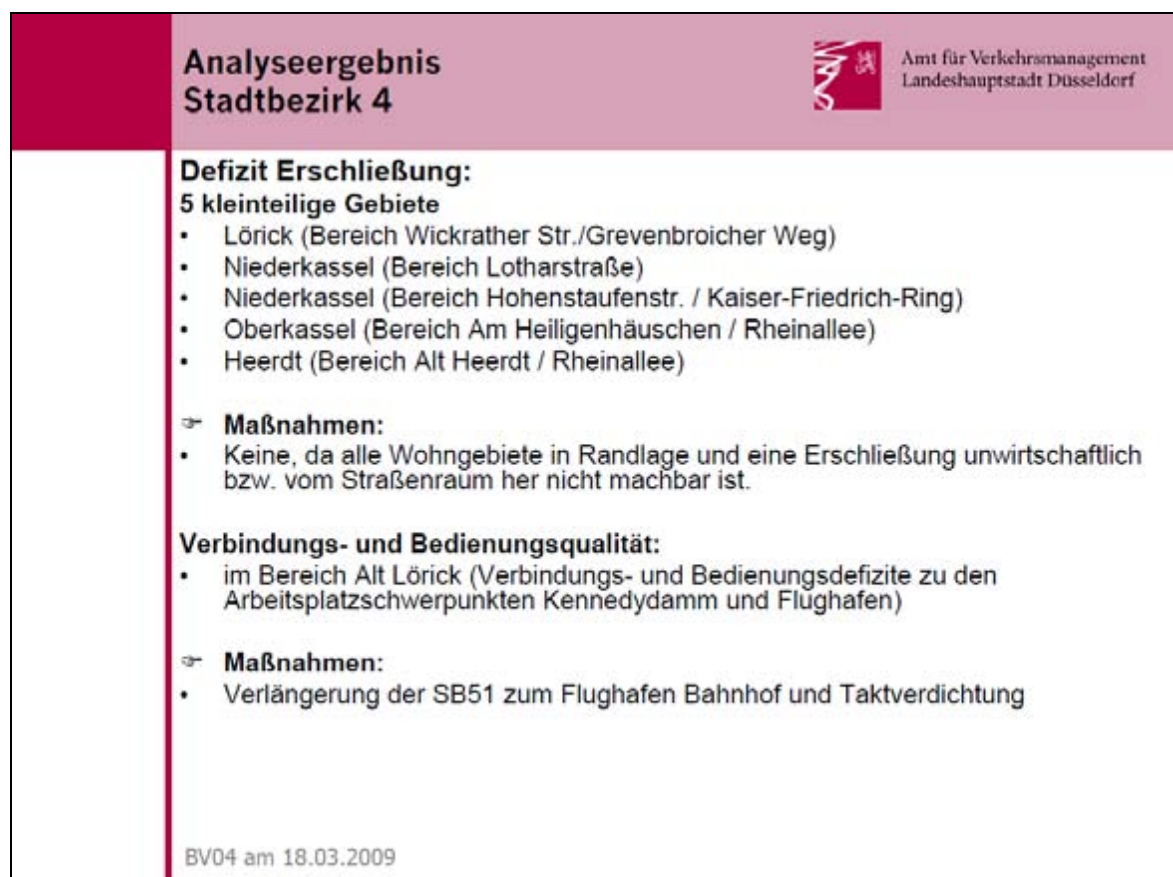 Analyseergebnis
Stadtbezirk 4
Amt für Verkehrsmanagement
Landeshauptstadt Düsseldorf
Defizit Erschließung:
5 kleinteilige Gebiete
• Lörick (Bereich Wickrather Str./Grevenbroicher Weg)
• Niederkassel (Bereich Lotharstraße)
• Niederkassel (Bereich Hohenstaufenstr. / Kaiser-Friedrich-Ring)
• Oberkassel (Bereich Am Heiligenhäuschen / Rheinallee)
• Heerdt (Bereich Alt Heerdt / Rheinallee)
☞ Maßnahmen:
• Keine, da alle Wohngebiete in Randlage und eine Erschließung unwirtschaftlich
bzw. vom Straßenraum her nicht machbar ist.
Verbindungs- und Bedienungsqualität:
• im Bereich Alt Lörick (Verbindungs- und Bedienungsdefizite zu den
Arbeitsplatzschwerpunkten Kennedydamm und Flughafen)
☞ Maßnahmen:
• Verlängerung der SB51 zum Flughafen Bahnhof und Taktverdichtung
BV04 am 18.03.2009